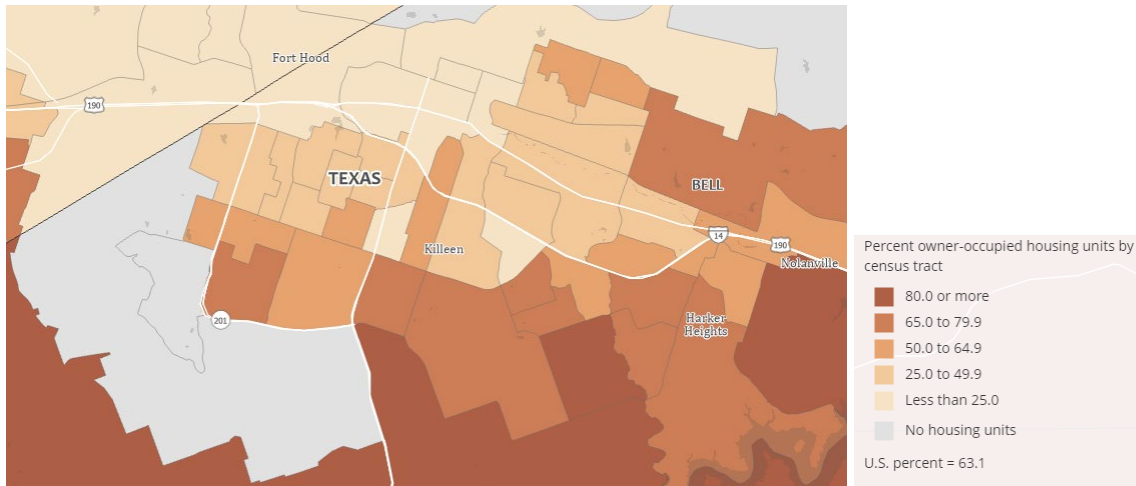 Fort Hood
190
TEXAS
BELL
Killeen
14
190
Nolanville
201
Harker
Heights
Percent owner-occupied housing units by
census tract
80.0 or more
65.0 to 79.9
50.0 to 64.9
25.0 to 49.9
Less than 25.0
No housing units
U.S. percent = 63.1